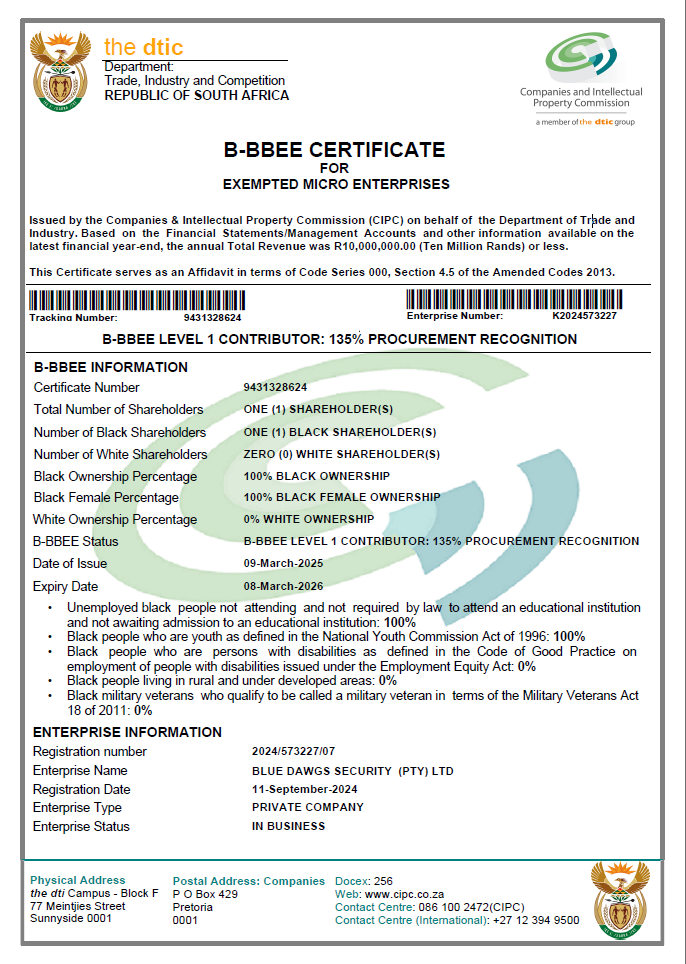 the dtic
Department:
Trade, Industry and Competition
REPUBLIC OF SOUTH AFRICA
Companies and Intellectual
Property Commission
a member of the dtic group
B-BBEE CERTIFICATE
FOR
EXEMPTED MICRO ENTERPRISES
Issued by the Companies & Intellectual Property Commission (CIPC) on behalf of the Department of Trade and
Industry. Based on the Financial Statements/Management Accounts and other information available on the
latest financial year-end, the annual Total Revenue was R10,000,000.00 (Ten Million Rands) or less.
This Certificate serves as an Affidavit in terms of Code Series 000, Section 4.5 of the Amended Codes 2013.
Tracking Number: 9431328624
Enterprise Number: K2024573227
B-BBEE LEVEL 1 CONTRIBUTOR: 135% PROCUREMENT RECOGNITION
B-BBEE INFORMATION
Certificate Number 9431328624
Total Number of Shareholders ONE (1) SHAREHOLDER(S)
Number of Black Shareholders ONE (1) BLACK SHAREHOLDER(S)
Number of White Shareholders ZERO (0) WHITE SHAREHOLDER(S)
Black Ownership Percentage 100% BLACK OWNERSHIP
Black Female Percentage 100% BLACK FEMALE OWNERSHIP
White Ownership Percentage 0% WHITE OWNERSHIP
B-BBEE Status B-BBEE LEVEL 1 CONTRIBUTOR: 135% PROCUREMENT RECOGNITION
Date of Issue 09-March-2025
Expiry Date 08-March-2026
• Unemployed black people not attending and not required by law to attend an educational institution
and not awaiting admission to an educational institution: 100%
• Black people who are youth as defined in the National Youth Commission Act of 1996: 100%
• Black people who are persons with disabilities as defined in the Code of Good Practice on
employment of people with disabilities issued under the Employment Equity Act: 0%
• Black people living in rural and under developed areas: 0%
• Black military veterans who qualify to be called a military veteran in terms of the Military Veterans Act
18 of 2011: 0%
ENTERPRISE INFORMATION
Registration number 2024/573227/07
Enterprise Name BLUE DAWGS SECURITY (PTY) LTD
Registration Date 11-September-2024
Enterprise Type PRIVATE COMPANY
Enterprise Status IN BUSINESS
Physical Address
the dti Campus - Block F
77 Meintjies Street
Sunnyside 0001
Postal Address: Companies
P O Box 429
Pretoria
0001
Docex: 256
Web: www.cipc.co.za
Contact Centre: 086 100 2472(CIPC)
Contact Centre (International): +27 12 394 9500